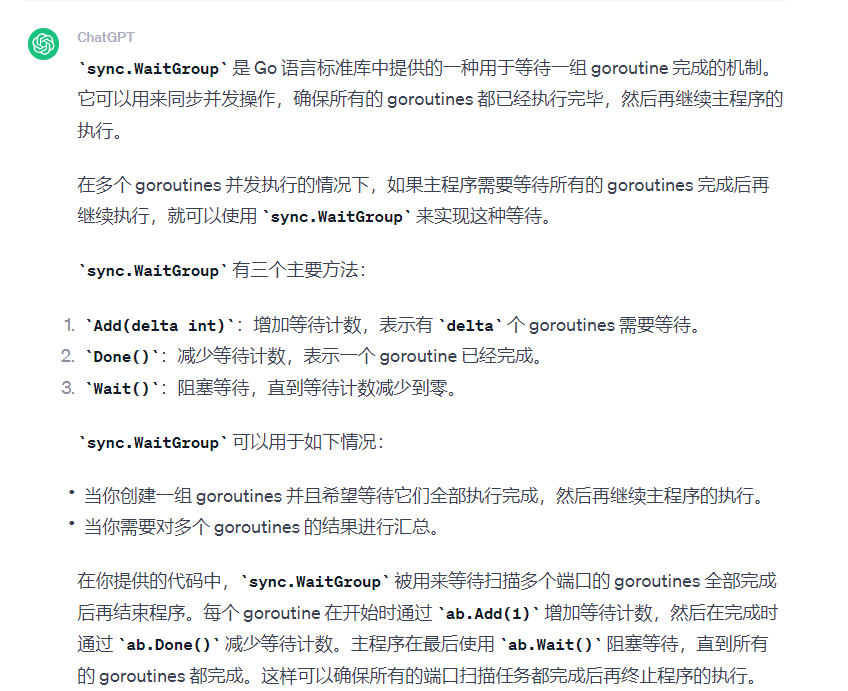 ChatGPT
`sync.WaitGroup` 是 Go 语言标准库中提供的一种用于等待一组 goroutine 完成的机制。
它可以用来同步并发操作，确保所有的 goroutines 都已经执行完毕，然后再继续主程序的
执行。
在多个 goroutines 并发执行的情况下，如果主程序需要等待所有的 goroutines 完成后再
继续执行，就可以使用 `sync.WaitGroup` 来实现这种等待。
`sync.WaitGroup` 有三个主要方法：
1. `Add(delta int)`：增加等待计数，表示有 `delta` 个 goroutines 需要等待。
2. `Done()`：减少等待计数，表示一个 goroutine 已经完成。
3. `Wait()`：阻塞等待，直到等待计数减少到零。
`sync.WaitGroup` 可以用于如下情况：
• 当你创建一组 goroutines 并且希望等待它们全部执行完成，然后再继续主程序的执行。
• 当你需要对多个 goroutines 的结果进行汇总。
在你提供的代码中，`sync.WaitGroup` 被用来等待扫描多个端口的 goroutines 全部完成
后再结束程序。每个 goroutine 在开始时通过 `ab.Add(1)` 增加等待计数，然后在完成时
通过 `ab.Done()` 减少等待计数。主程序在最后使用 `ab.Wait()` 阻塞等待，直到所有
的 goroutines 都完成。这样可以确保所有的端口扫描任务都完成后再终止程序的执行。